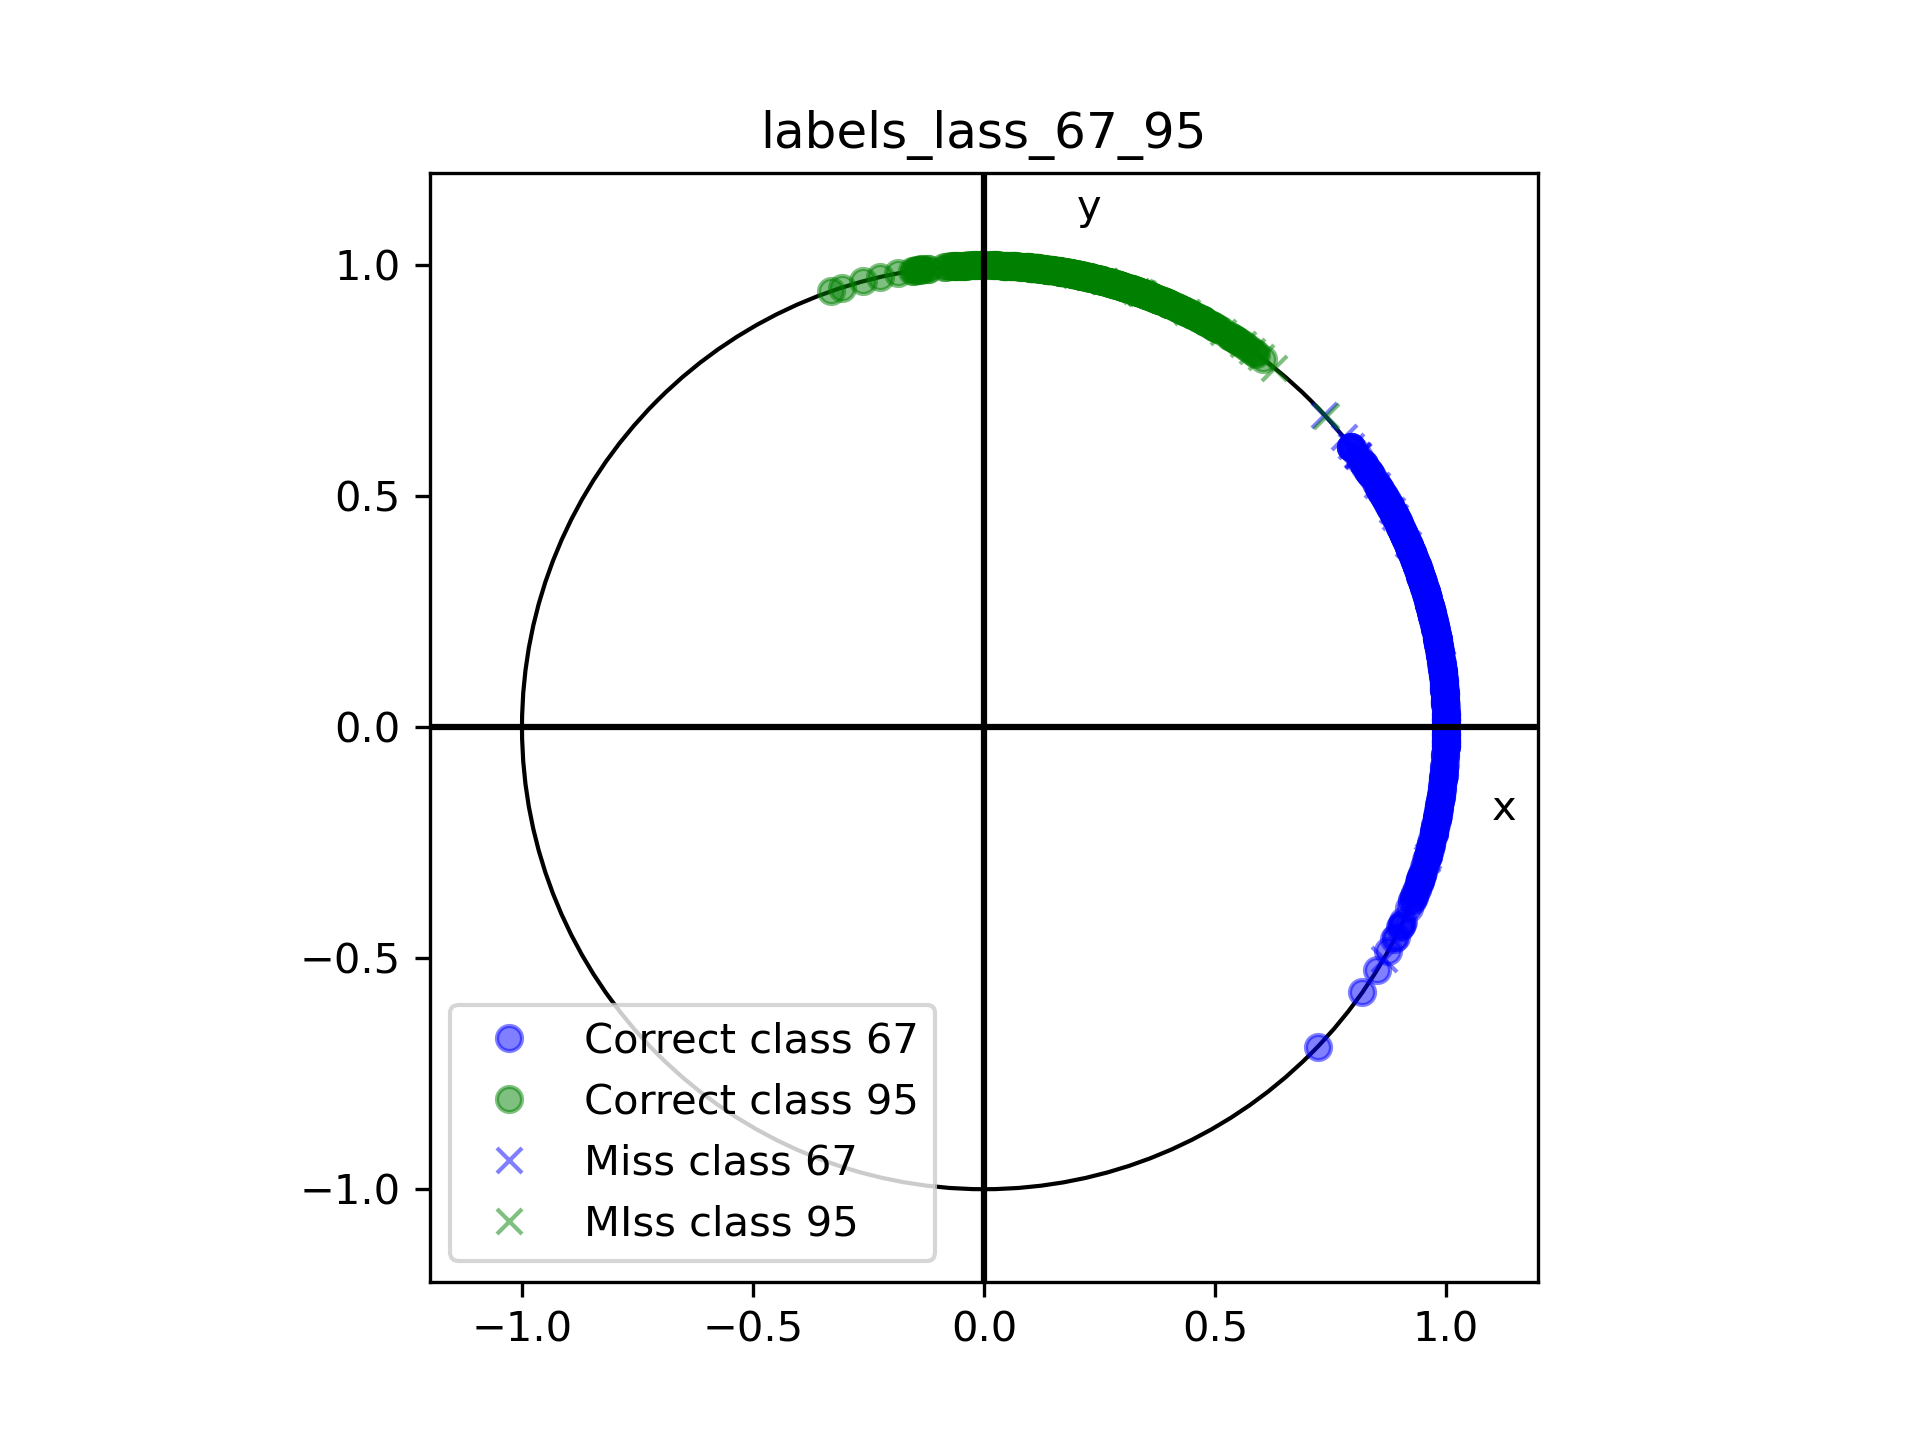 labels_lass_67_95
y
1.0
0.5
0.0
x
−0.5
−1.0
Correct class 67
Correct class 95
Miss class 67
MIss class 95
−1.0 −0.5 0.0 0.5 1.0